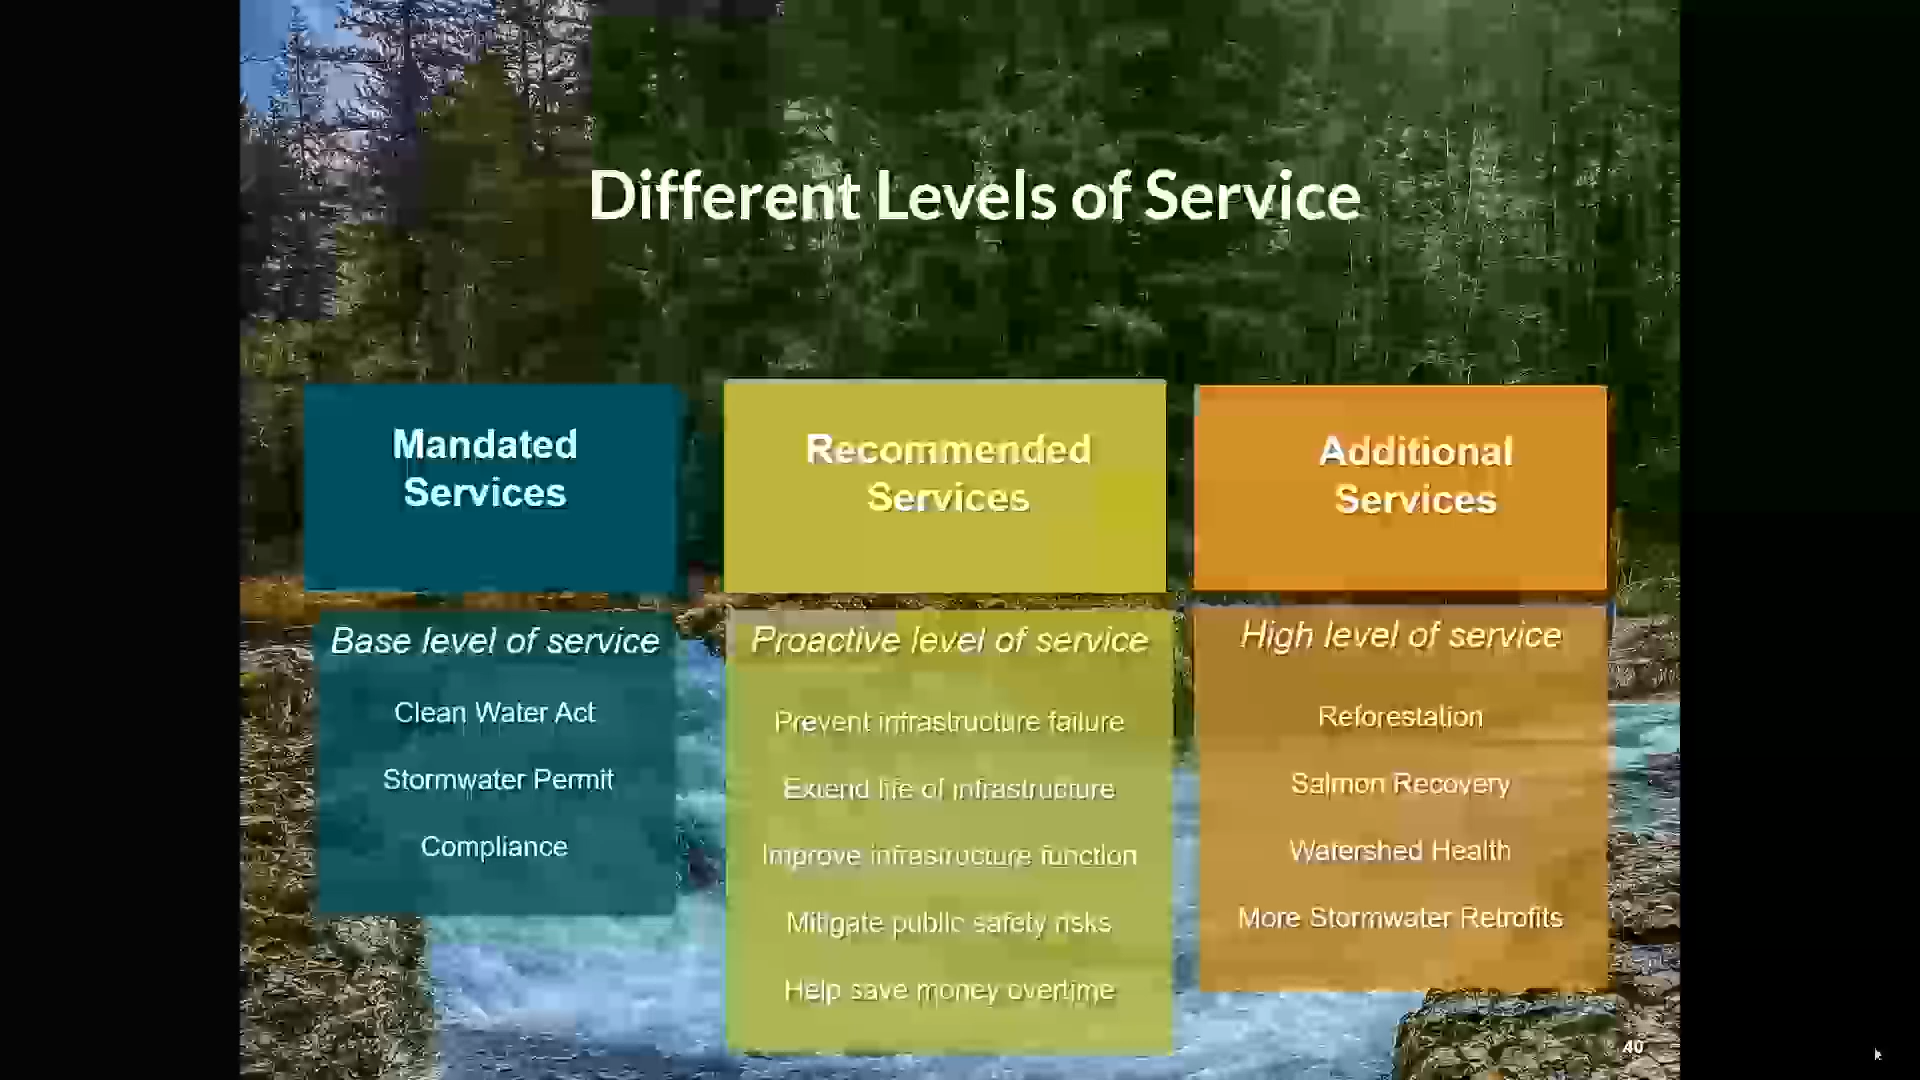 Different Levels of Service
Mandated
Services
Base level of service
Clean Water Act
Stormwater Permit
Compliance
Recommended
Services
Proactive level of service
Prevent infrastructure failure
Extend life of infrastructure
Improve infrastructure function
Mitigate public safety risks
Help save money overtime
Additional
Services
High level of service
Reforestation
Salmon Recovery
Watershed Health
More Stormwater Retrofits
40